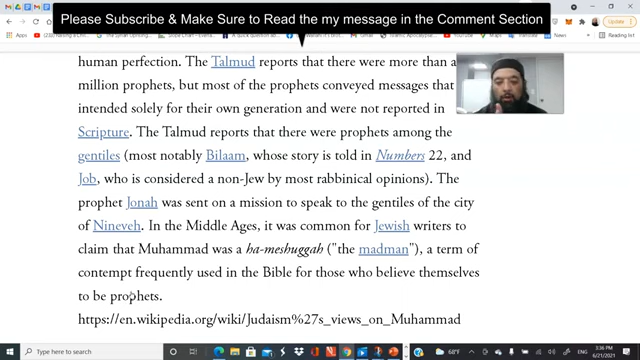 Please Subscribe & Make Sure to Read the my message in the Comment Section
Update
Reading list
human perfection. The Talmud reports that there were more than a
million prophets, but most of the prophets conveyed messages that
intended solely for their own generation and were not reported in
Scripture. The Talmud reports that there were prophets among the
gentiles (most notably Bilaam, whose story is told in Numbers 22, and
Job, who is considered a non-Jew by most rabbinical opinions). The
prophet Jonah was sent on a mission to speak to the gentiles of the city
of Nineveh. In the Middle Ages, it was common for Jewish writers to
claim that Muhammad was a ha-meshuggah ("the madman"), a term of
contempt frequently used in the Bible for those who believe themselves
to be prophets.
https://en.wikipedia.org/wiki/Judaism%27s_views_on_Muhammad
Type here to search
68°F
3:36 PM
6/21/2021